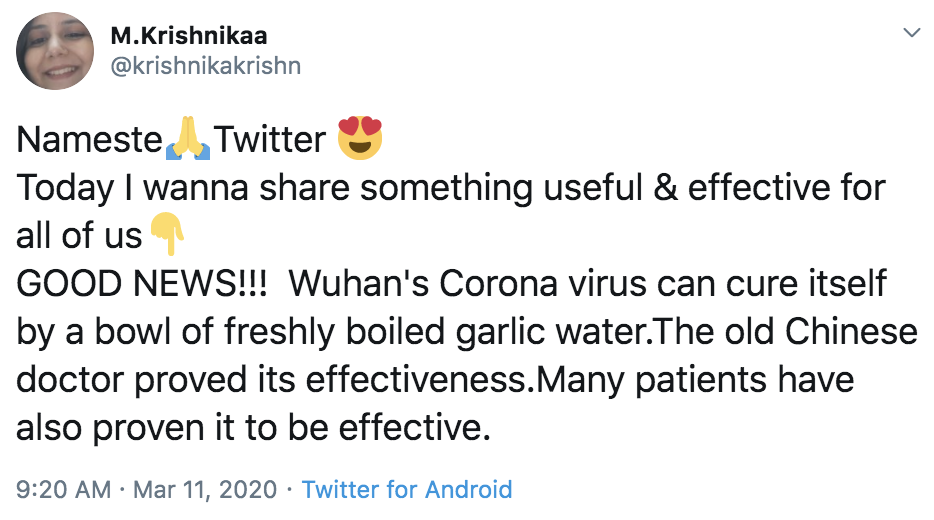 M.Krishnikaa
@krishnikakrishn
Nameste🙏Twitter 😍
Today I wanna share something useful & effective for
all of us👇
GOOD NEWS!!!  Wuhan's Corona virus can cure itself
by a bowl of freshly boiled garlic water.The old Chinese
doctor proved its effectiveness.Many patients have
also proven it to be effective.
9:20 AM · Mar 11, 2020 · Twitter for Android